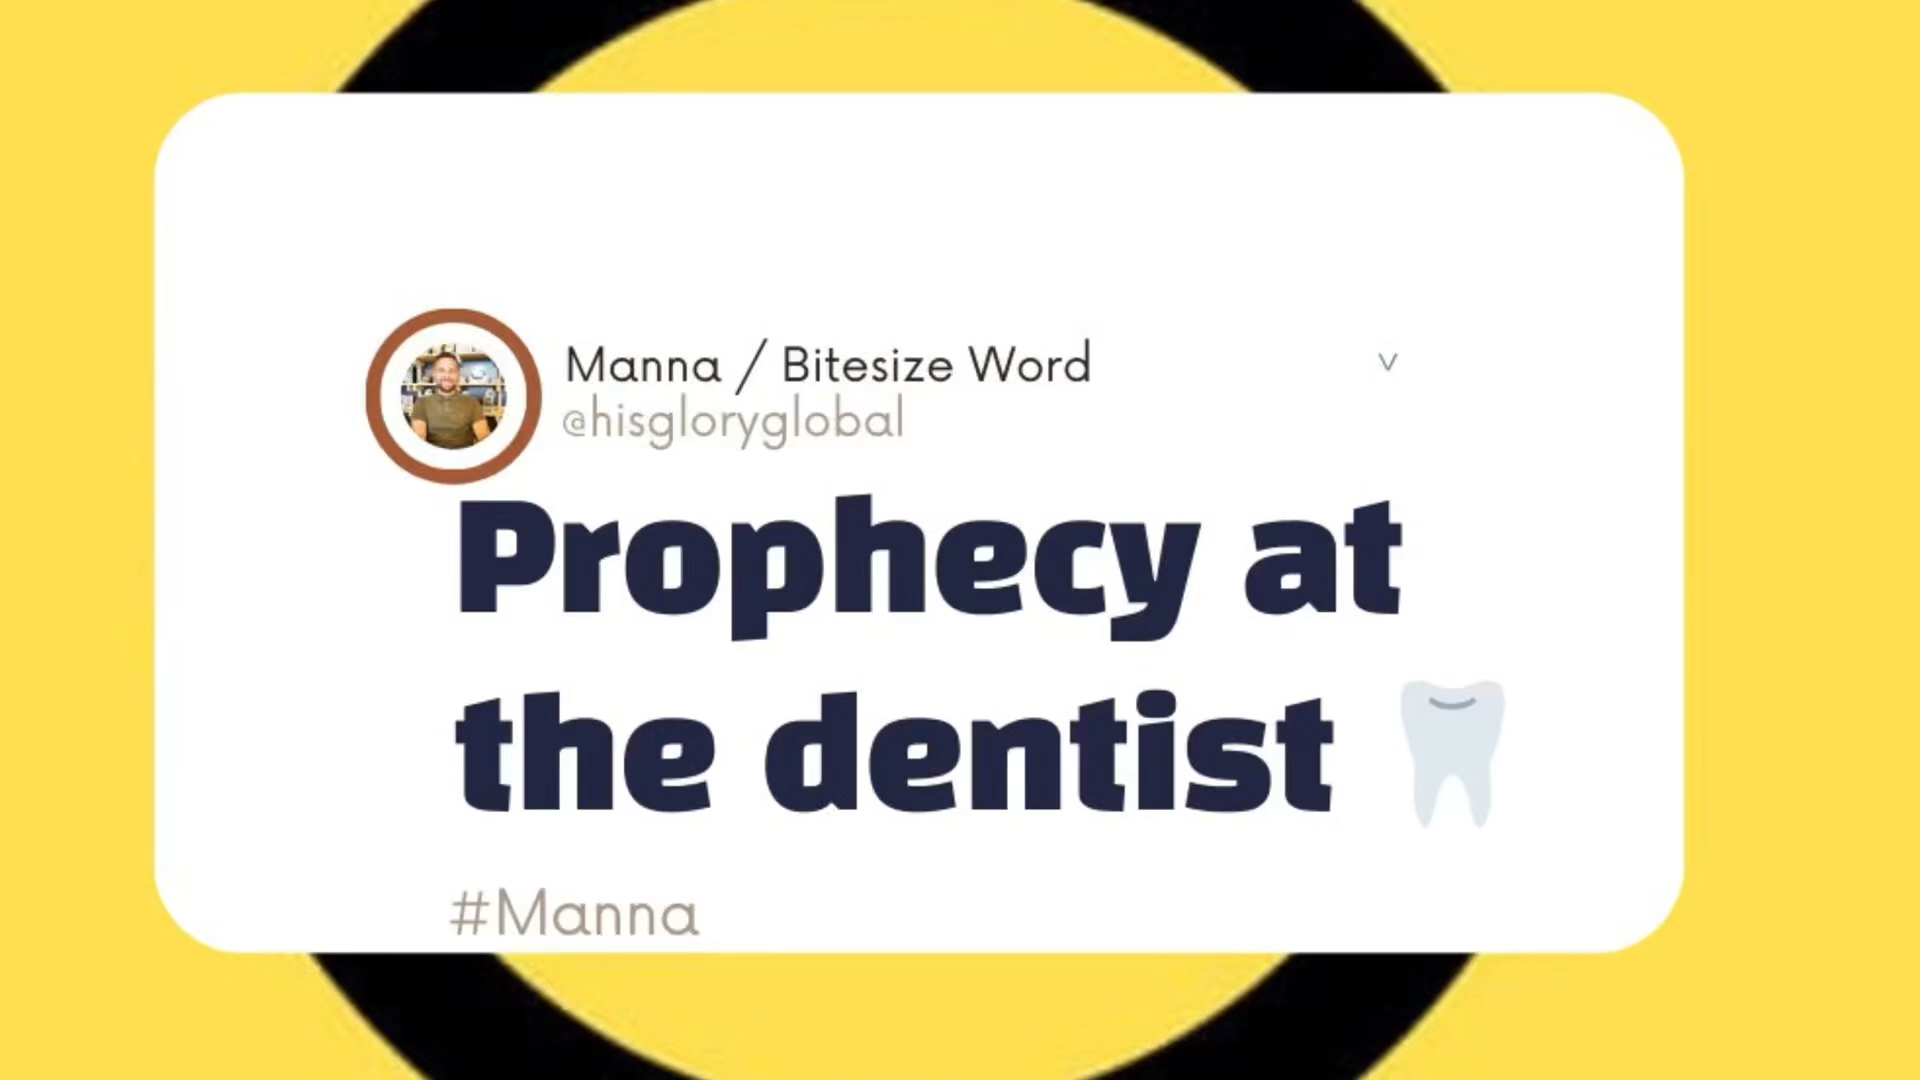 Manna / Bitesize Word
@hisgloryglobal
Prophecy at
the dentist 🦷
#Manna